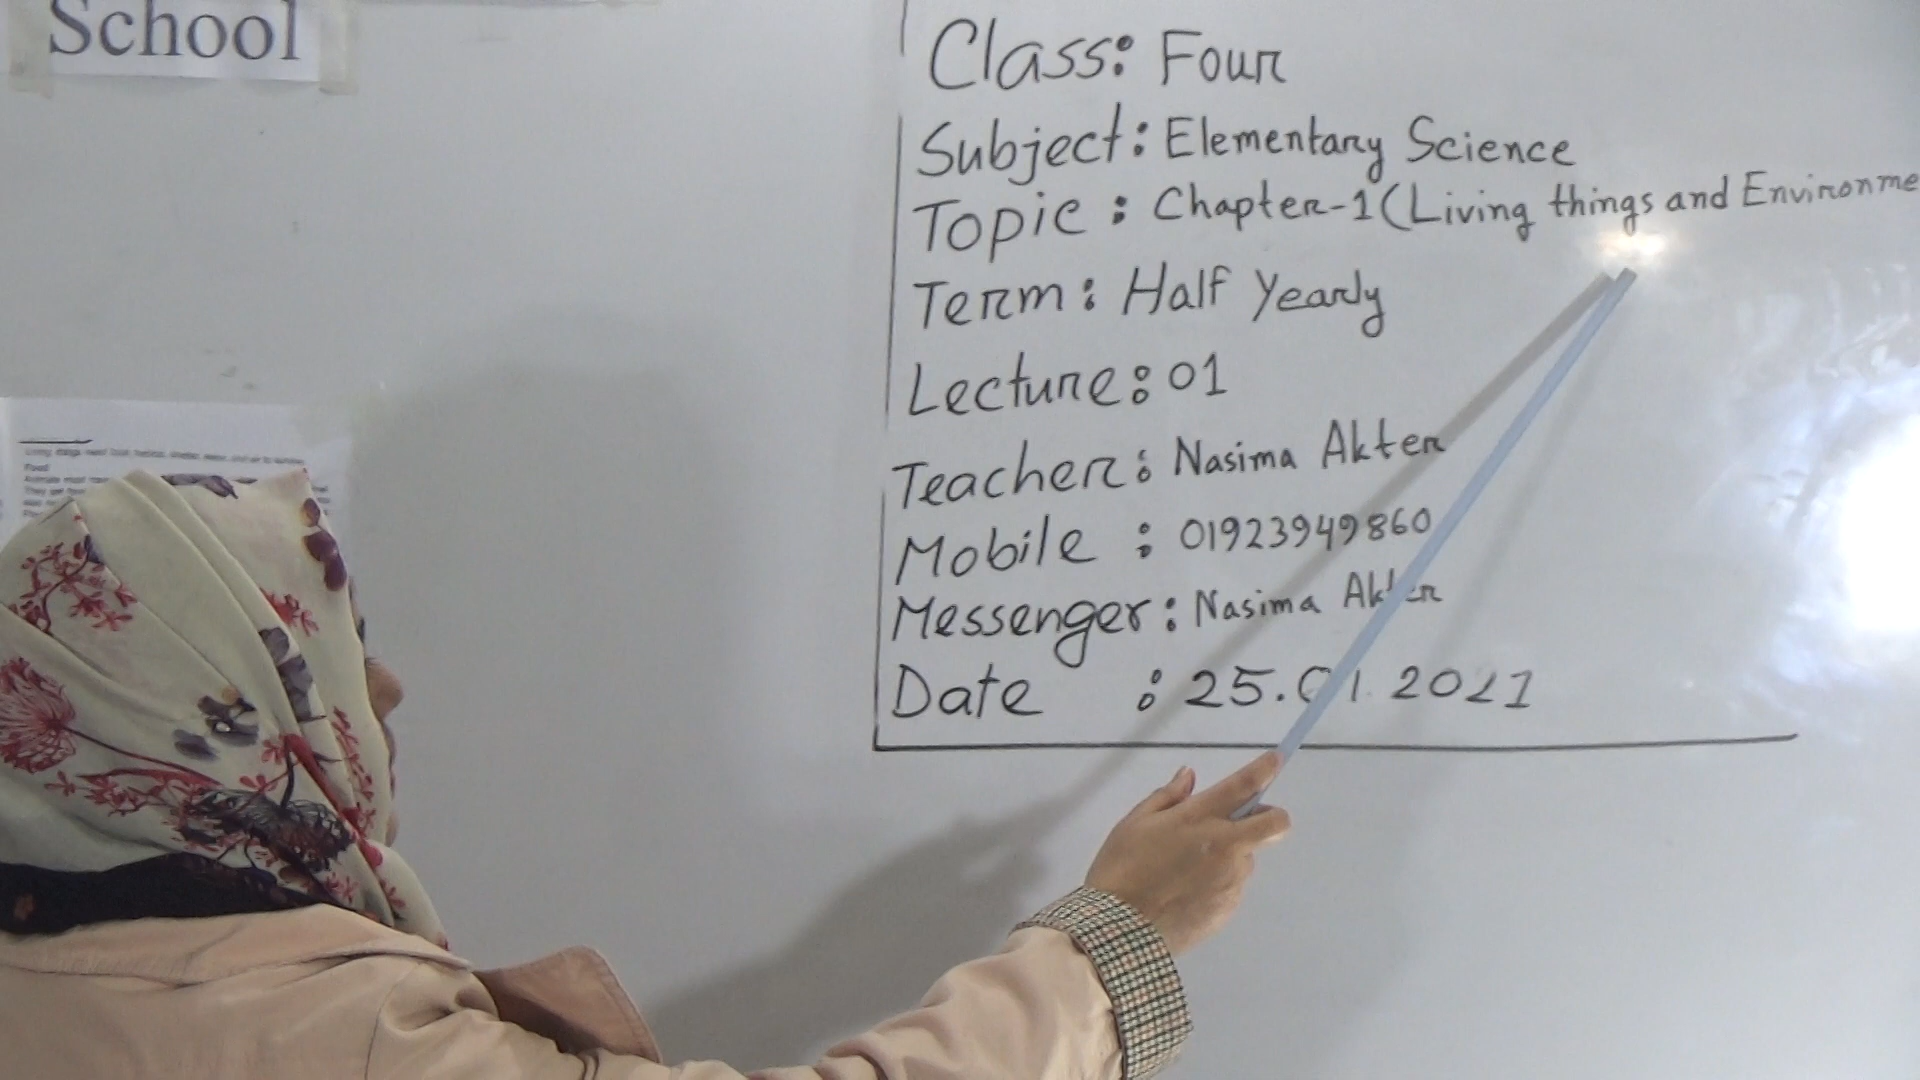 School
Class: Four
Subject: Elementary Science
Topic : Chapter-1 (Living things and Environme
Term: Half Yearly
Lecture: 01
Teacher: Nasima Akter
Mobile : 01923949860
Messenger: Nasima Akter
Date : 25.01.2021
Food